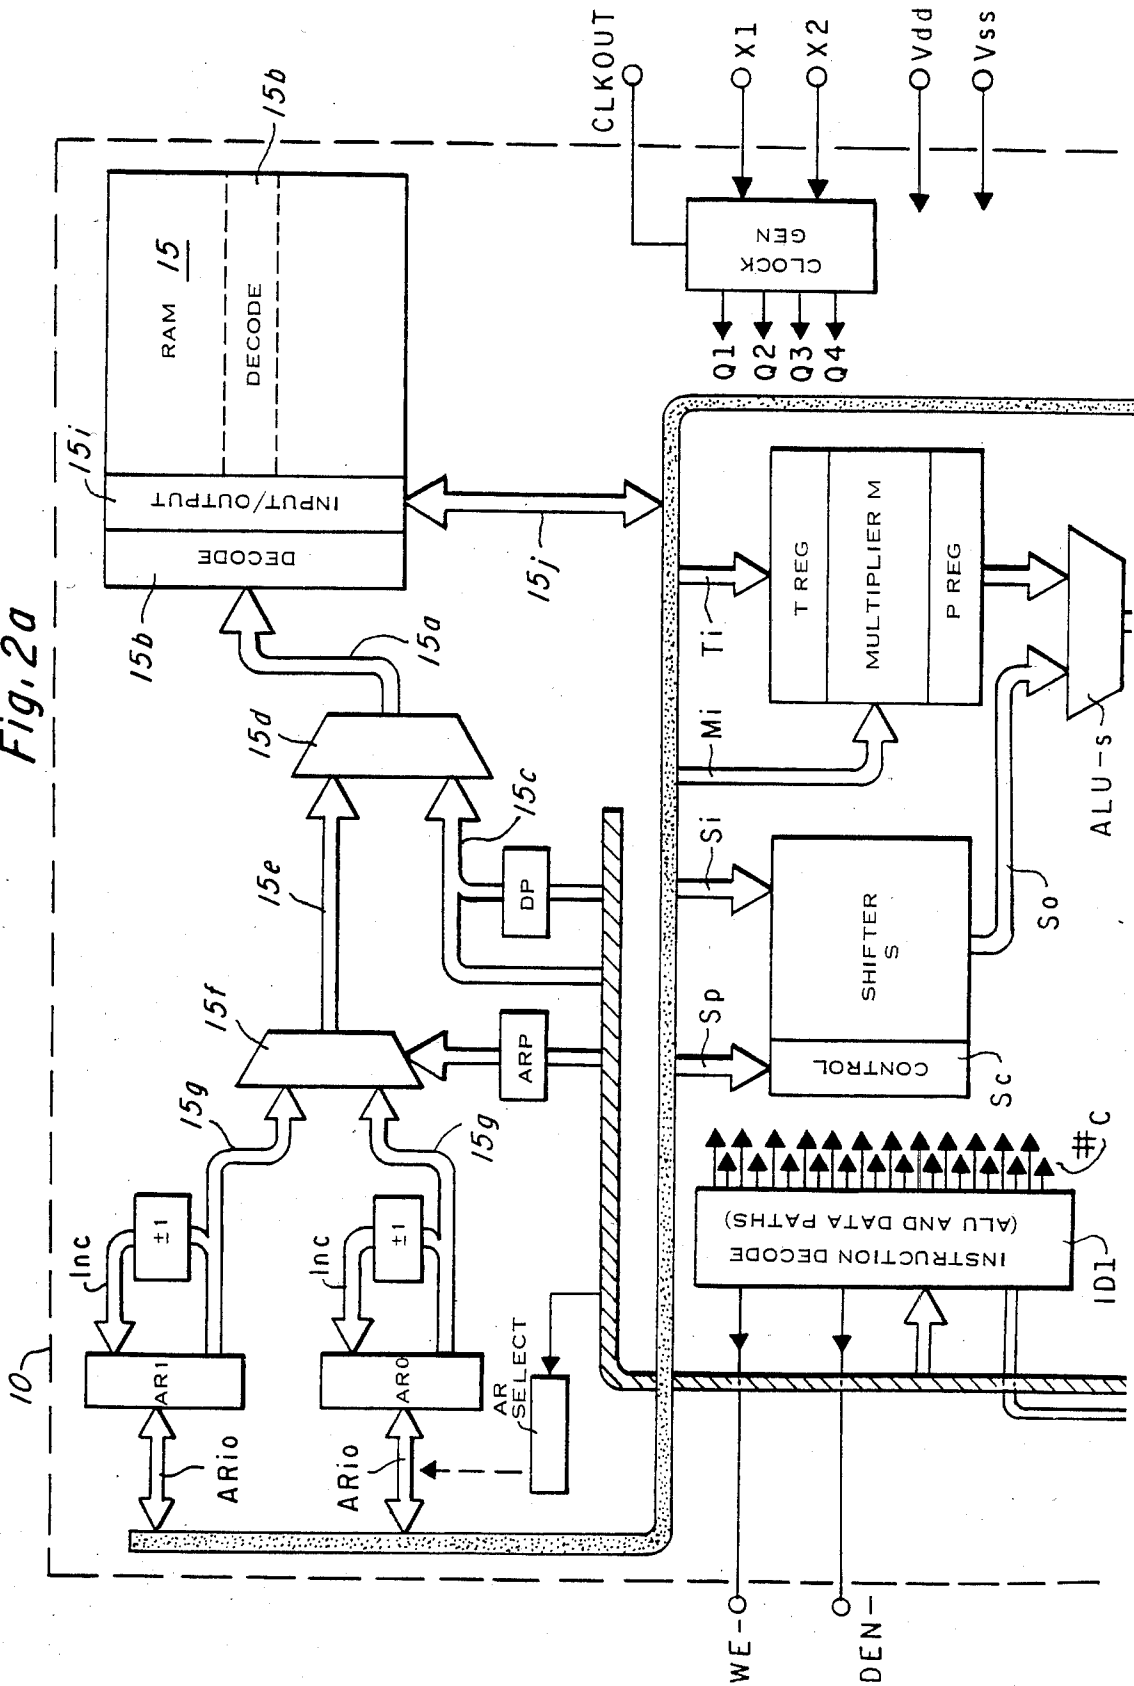 Fig. 2a
10
AR1
ARio
Inc
±1
15g
AR0
ARio
Inc
±1
15g
AR
SELECT
15f
ARP
15e
DP
15c
15d
15a
15b
DECODE
INPUT/OUTPUT
15i
RAM
15
DECODE
15b
15j
CLKOUT
X1
X2
Vdd
Vss
CLOCK
GEN
Q1
Q2
Q3
Q4
Sp
Si
Mi
Ti
CONTROL
Sc
SHIFTER
S
So
T REG
MULTIPLIER M
P REG
ALU-s
INSTRUCTION DECODE
(ALU AND DATA PATHS)
ID1
#C
WE-
DEN-